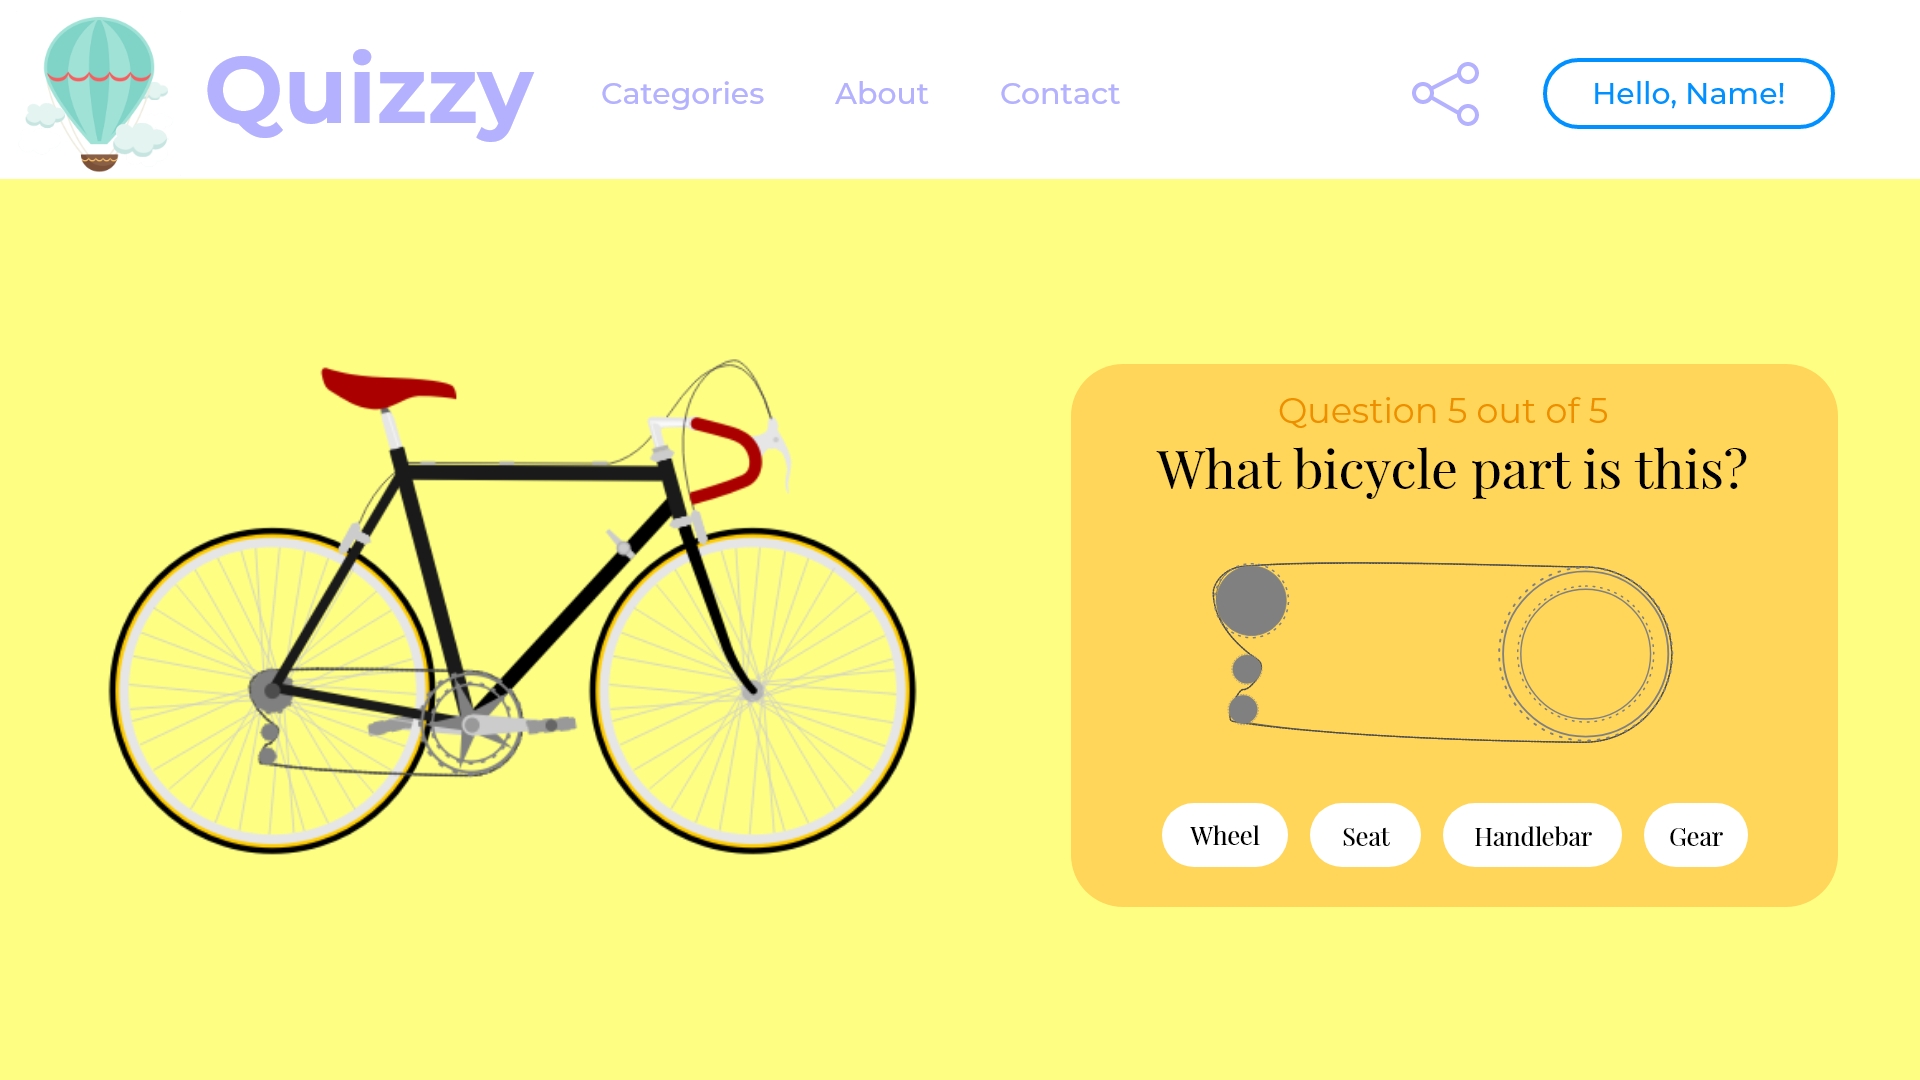 Quizzy
Categories
About
Contact
Hello, Name!
Question 5 out of 5
What bicycle part is this?
Wheel
Seat
Handlebar
Gear